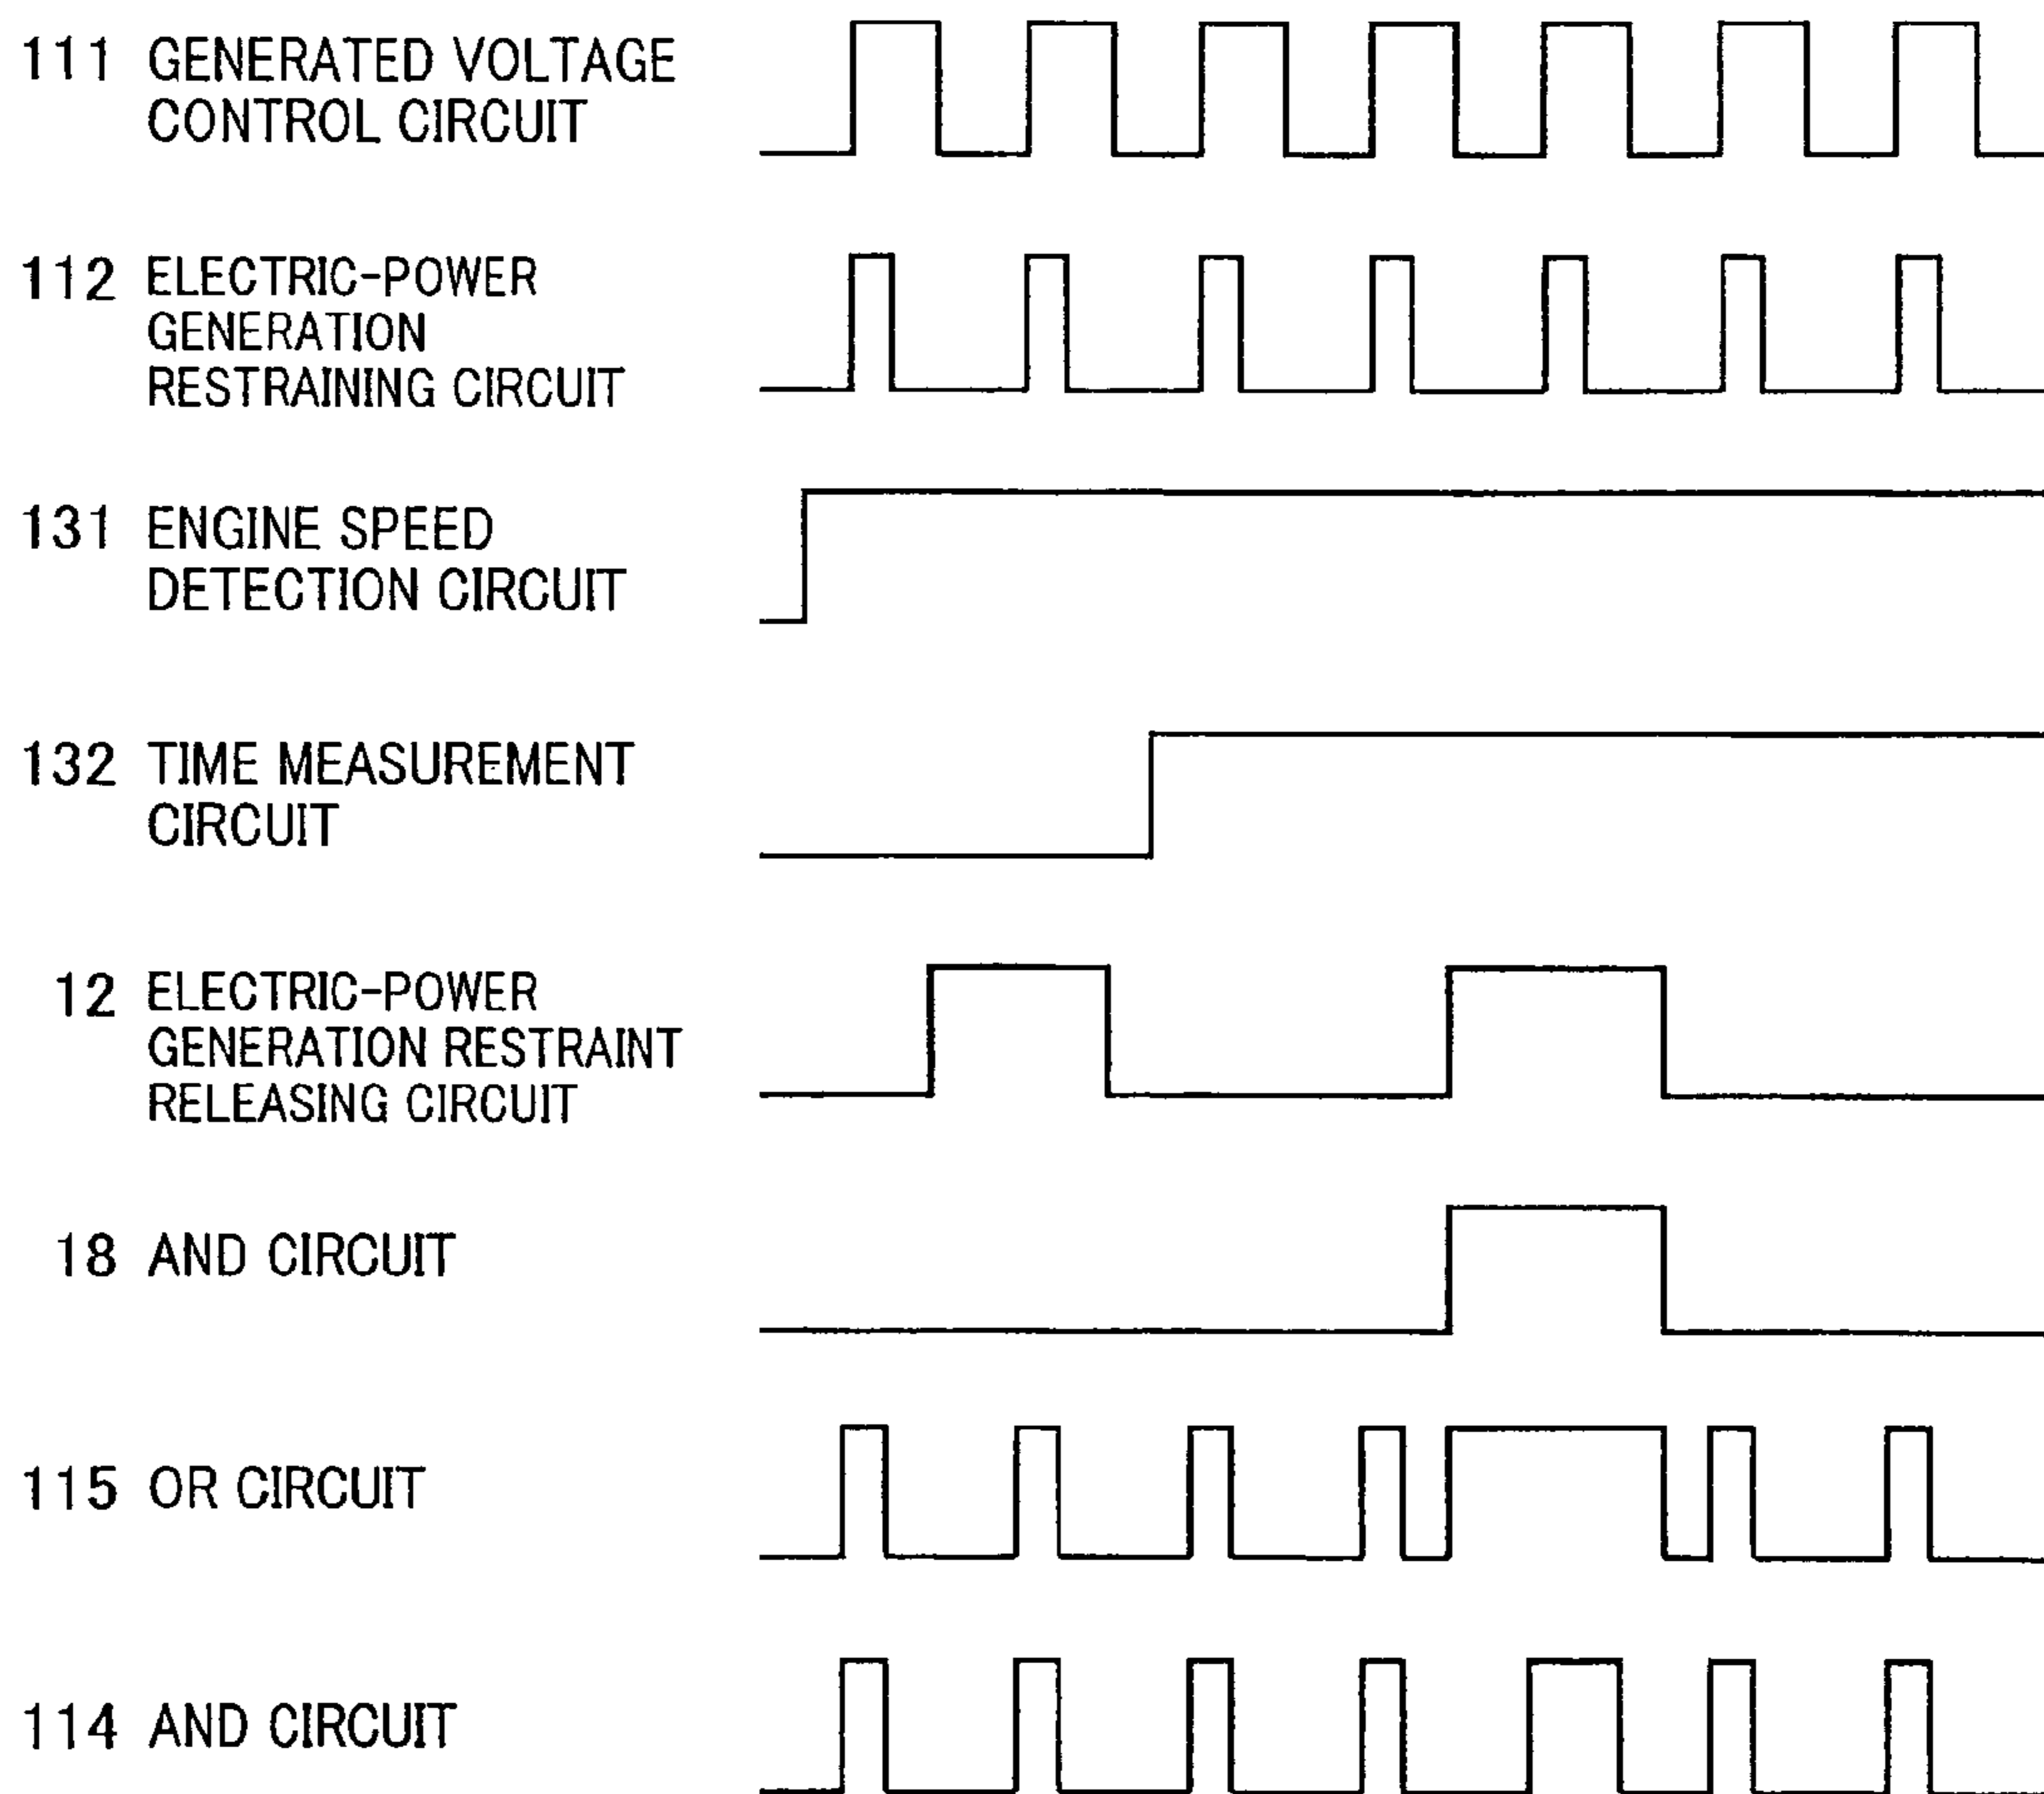 111 GENERATED VOLTAGE
CONTROL CIRCUIT
112 ELECTRIC-POWER
GENERATION
RESTRAINING CIRCUIT
131 ENGINE SPEED
DETECTION CIRCUIT
132 TIME MEASUREMENT
CIRCUIT
12 ELECTRIC-POWER
GENERATION RESTRAINT
RELEASING CIRCUIT
18 AND CIRCUIT
115 OR CIRCUIT
114 AND CIRCUIT